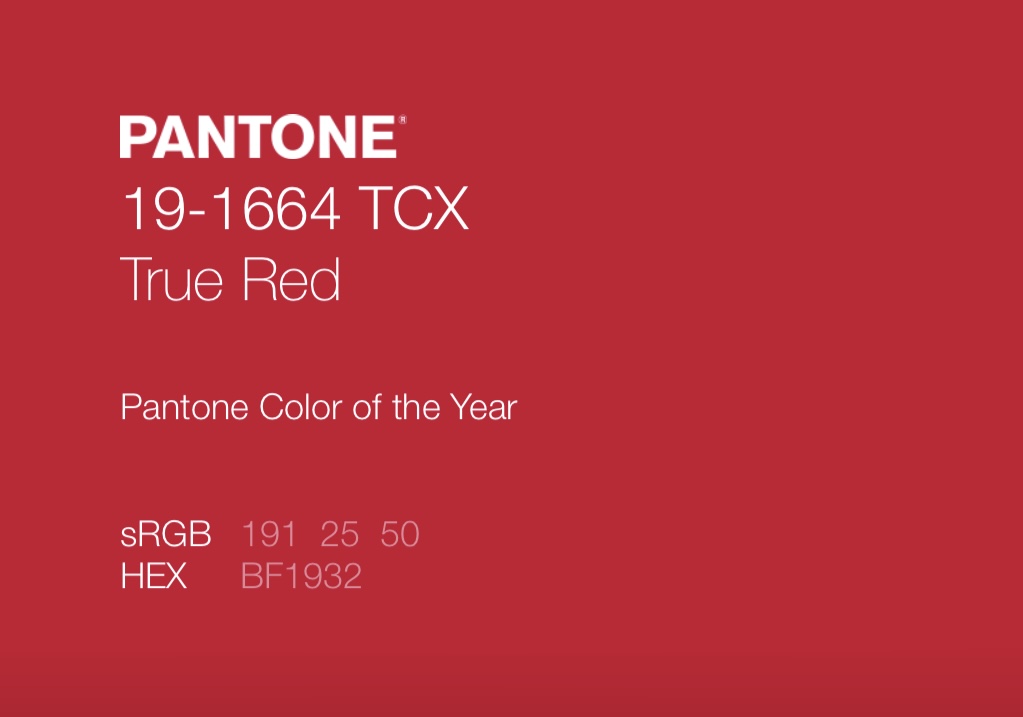 PANTONE®
19-1664 TCX
True Red
Pantone Color of the Year
sRGB 191 25 50
HEX BF1932